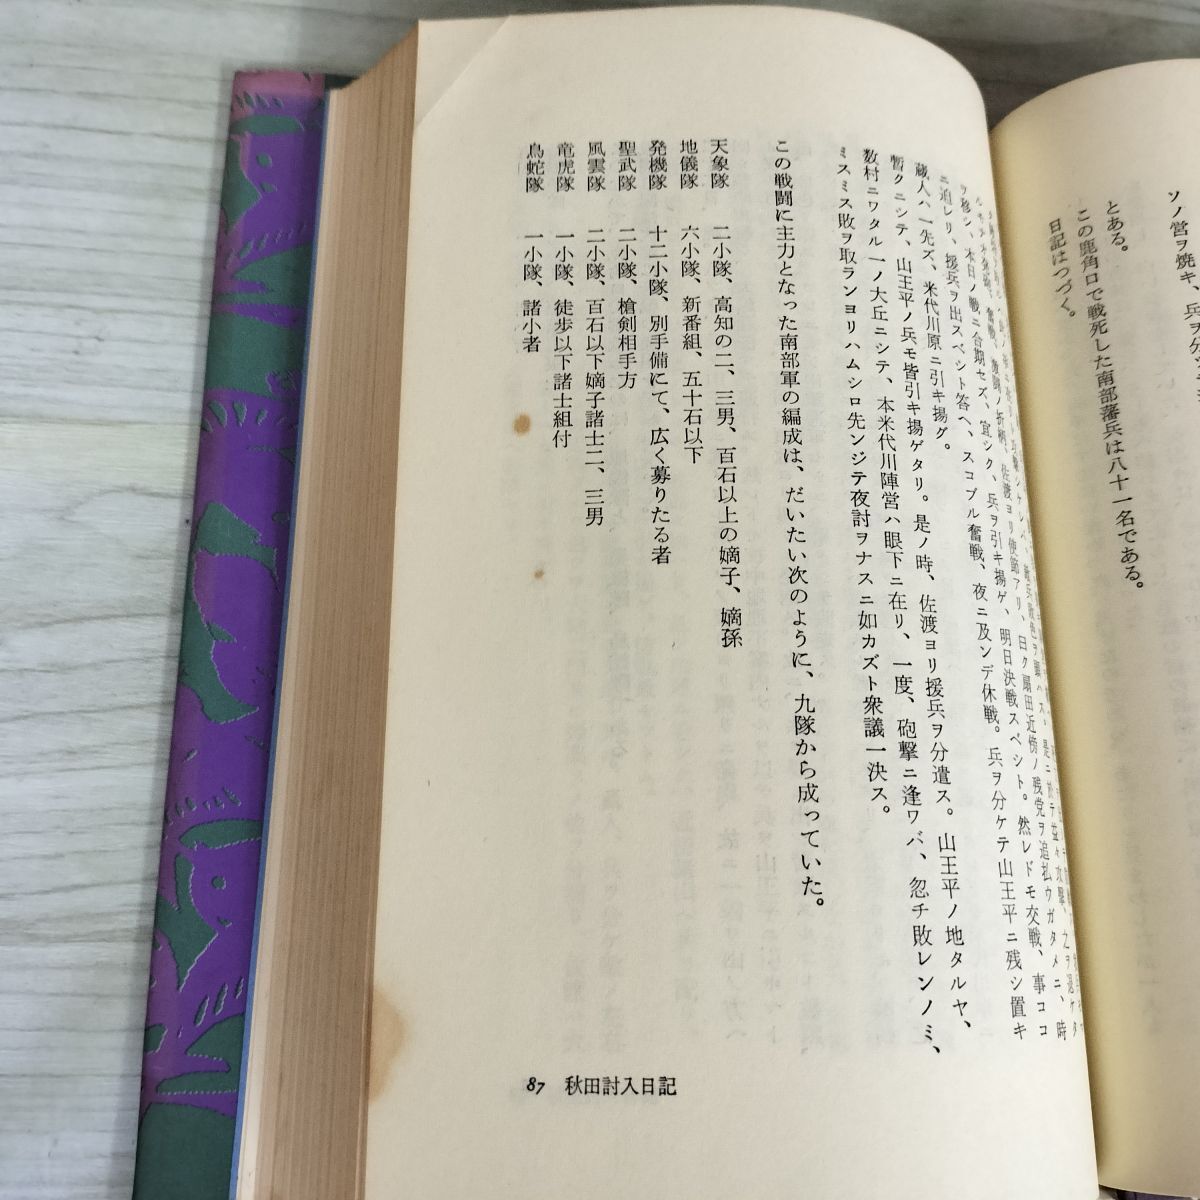 ソノ営ヲ焼キ、兵ヲ分
とある。
この鹿角口で戦死した南部藩兵は八十一名である。
日記はつづく。
ニ迫レリ、援兵ヲ出スベシト答ヘ、スコブル奮戦、夜ニ及ンデ休戦。兵ヲ分ケテ山王平ニ残シ置キ
蔵人ハ一先ズ、米代川原ニ引キ揚グ。
暫クニシテ、山王平ノ兵モ皆引キ揚ゲタリ。是ノ時、佐渡ヨリ援兵ヲ分遣ス。山王平ノ地タルヤ、
数村ニワタル一ノ大丘ニシテ、本米代川陣営ハ眼下ニ在リ、一度、砲撃ニ逢ワバ、忽チ敗レンノミ、
ミスミス敗ヲ取ランヨリハムシロ先ンジテ夜討ヲナスニ如カズト衆議一決ス。
この戦闘に主力となった南部軍の編成は、だいたい次のように、九隊から成っていた。
天象隊　二小隊、高知の二、三男、百石以上の嫡子、嫡孫
地儀隊　六小隊、新番組、五十石以下
発機隊　十二小隊、別手備にて、広く募りたる者
聖武隊　二小隊、槍剣相手方
風雲隊　二小隊、百石以下嫡子諸士二、三男
竜虎隊　一小隊、徒歩以下諸士組付
鳥蛇隊　一小隊、諸小者
87　秋田討入日記